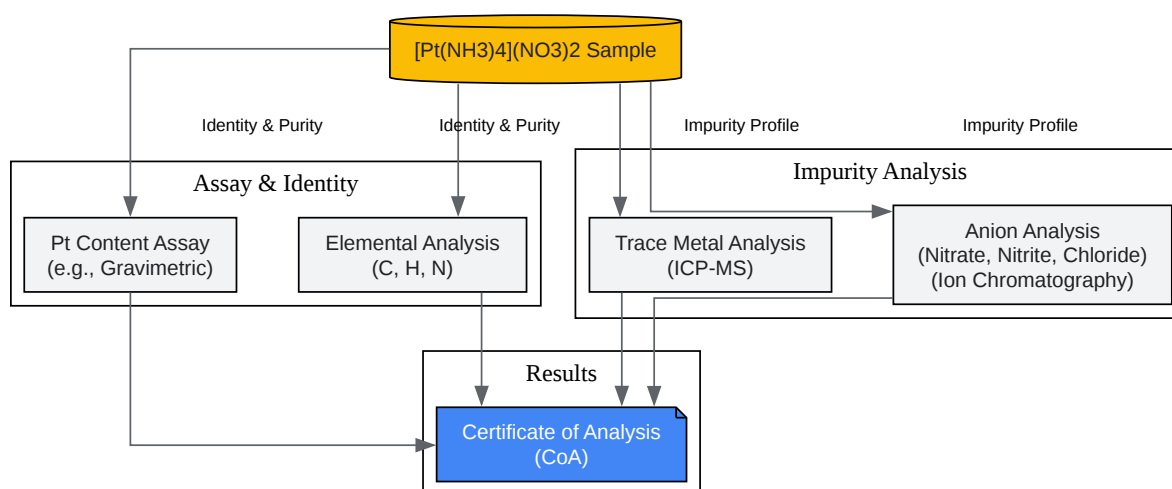 [Pt(NH3)4](NO3)2 Sample
Identity & Purity
Identity & Purity
Impurity Profile
Impurity Profile
Assay & Identity
Impurity Analysis
Pt Content Assay
(e.g., Gravimetric)
Elemental Analysis
(C, H, N)
Trace Metal Analysis
(ICP-MS)
Anion Analysis
(Nitrate, Nitrite, Chloride)
(Ion Chromatography)
Results
Certificate of Analysis
(CoA)